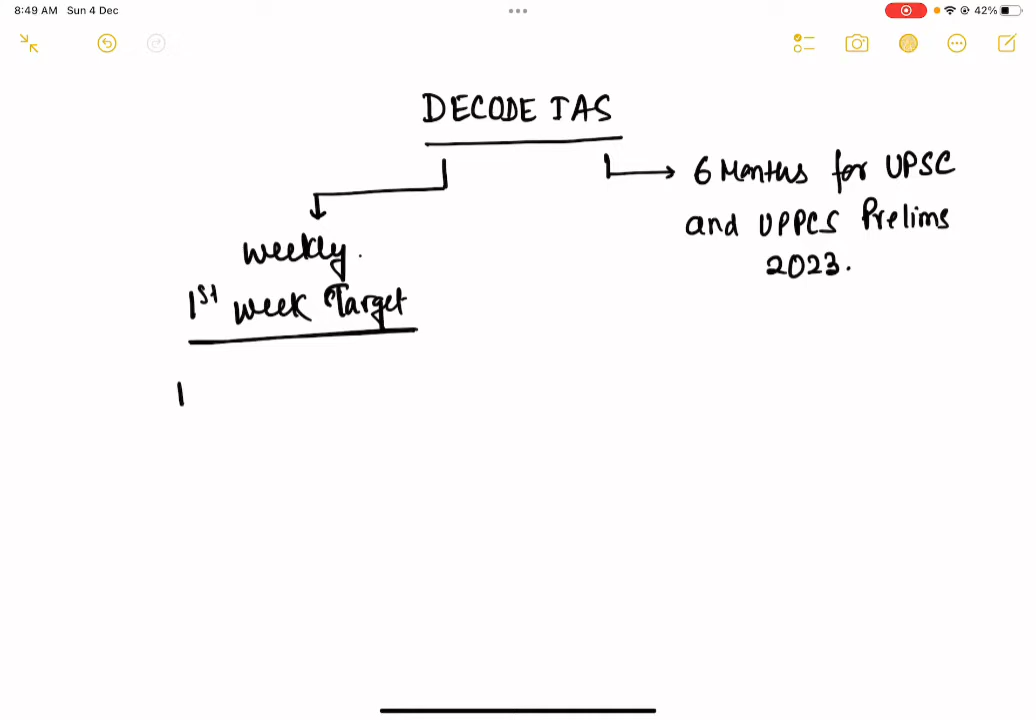 8:49 AM Sun 4 Dec
42%
DECODE IAS
6 Months for UPSC
and UPPCS Prelims
2023.
weekly.
1st week Target
1